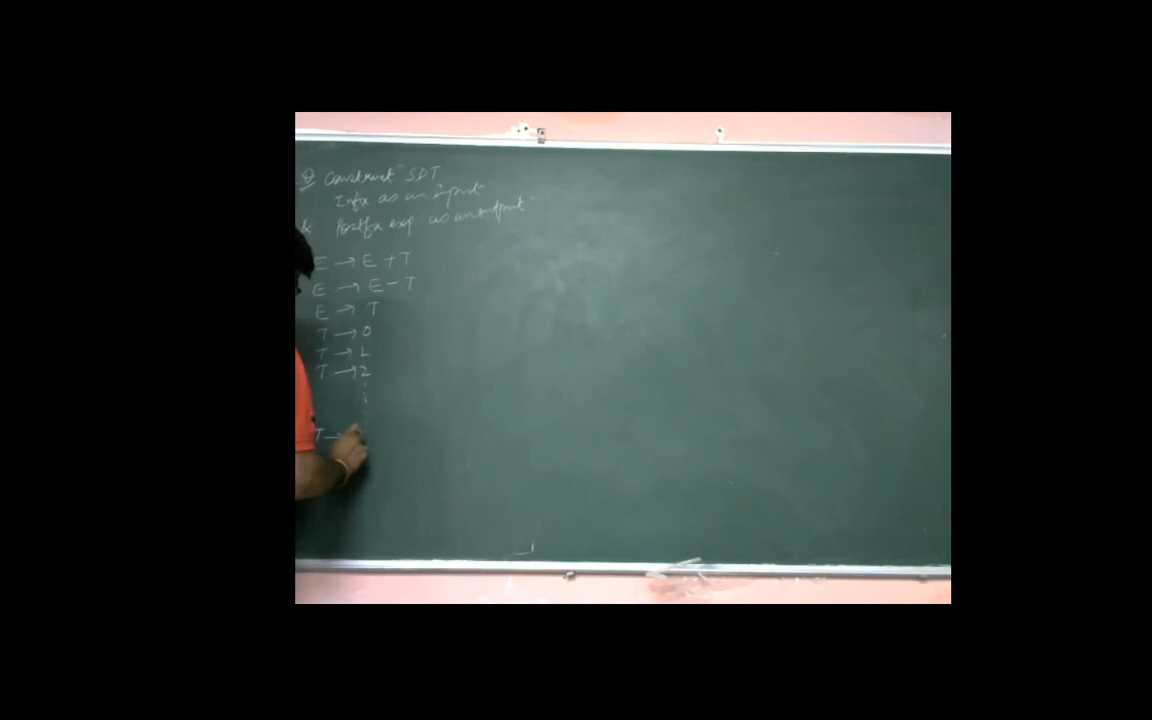 Q Construct SDT
Infix as an input
& Postfix exp as an output
E → E + T
E → E - T
E → T
T → 0
T → 1
T → 2
T →